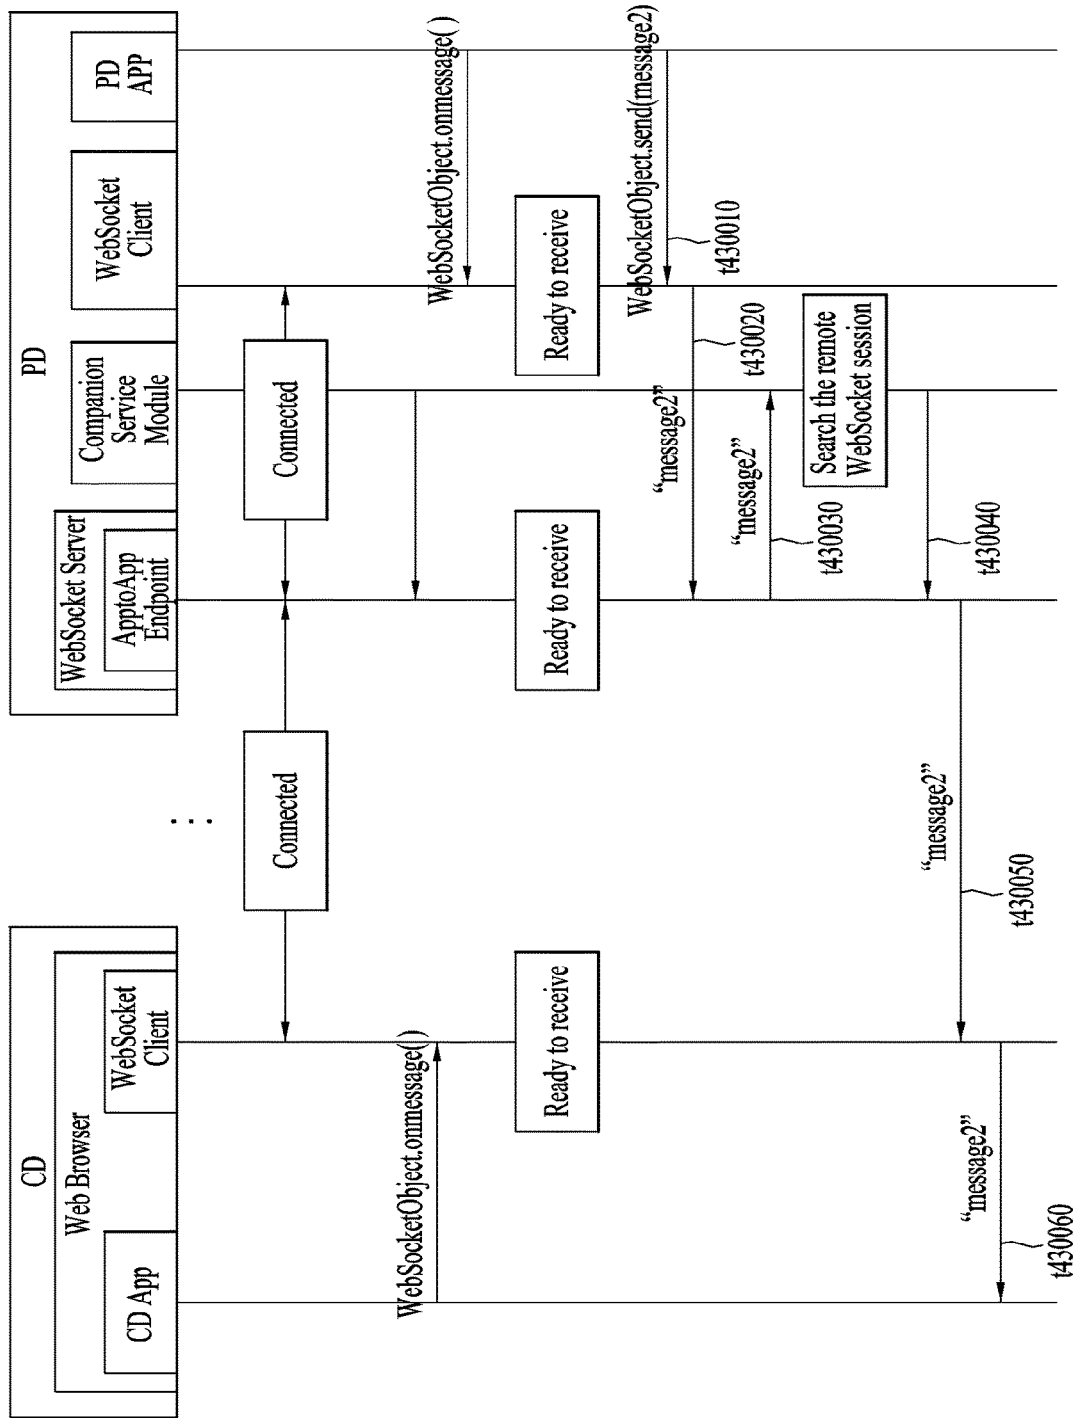 CD
Web Browser
CD App
WebSocket
Client
. . .
PD
WebSocket Server
ApptoApp
Endpoint
Companion
Service
Module
WebSocket
Client
PD
APP
Connected
Connected
WebSocketObject.onmessage()
WebSocketObject.onmessage()
Ready to receive
Ready to receive
Ready to receive
WebSocketObject.send(message2)
t430010
“message2”
t430020
“message2”
t430030
Search the remote
WebSocket session
t430040
“message2”
t430050
“message2”
t430060